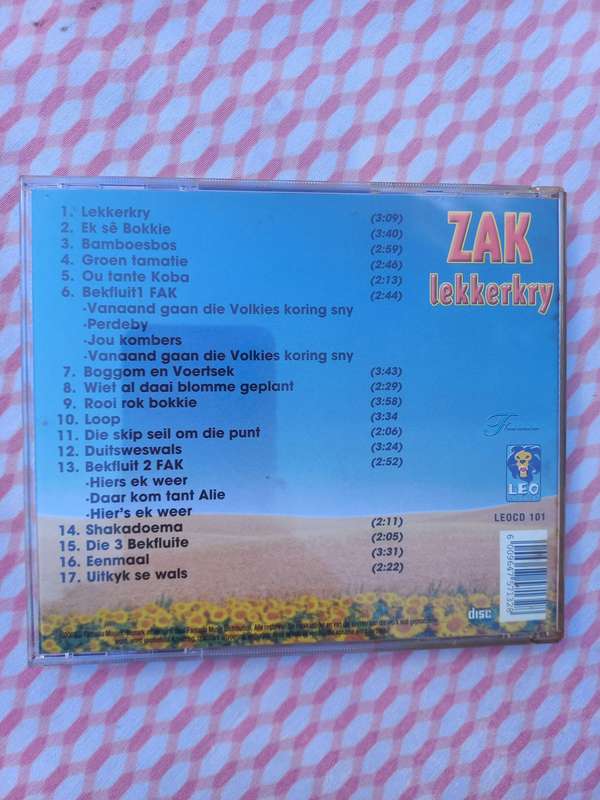 1. Lekkerkry (3:09)
2. Ek sê Bokkie (3:40)
3. Bamboesbos (2:59)
4. Groen tamatie (2:46)
5. Ou tante Koba (2:13)
6. Bekfluit1 FAK (2:44)
·Vanaand gaan die Volkies koring sny
·Perdeby
·Jou kombers
·Vanaand gaan die Volkies koring sny
7. Boggom en Voertsek (3:43)
8. Wiet al daai blomme geplant (2:29)
9. Rooi rok bokkie (3:58)
10. Loop (3:34
11. Die skip seil om die punt (2:06)
12. Duitsweswals (3:24)
13. Bekfluit 2 FAK (2:52)
·Hiers ek weer
·Daar kom tant Alie
·Hier's ek weer
14. Shakadoema (2:11)
15. Die 3 Bekfluite (2:05)
16. Eenmaal (3:31)
17. Uitkyk se wals (2:22)
ZAK
lekkerkry
LEO
LEOCD 101
disc